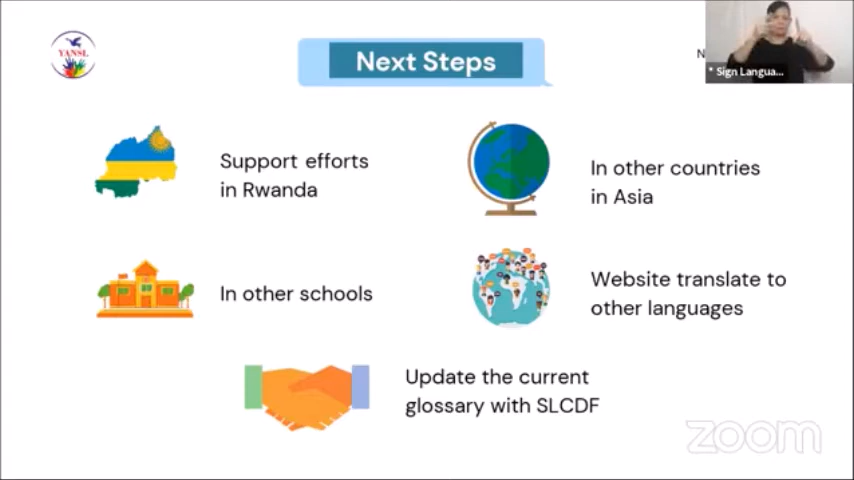 YANSL
Next Steps
N
* Sign Langua...
Support efforts
in Rwanda
In other countries
in Asia
In other schools
Website translate to
other languages
Update the current
glossary with SLCDF
zoom